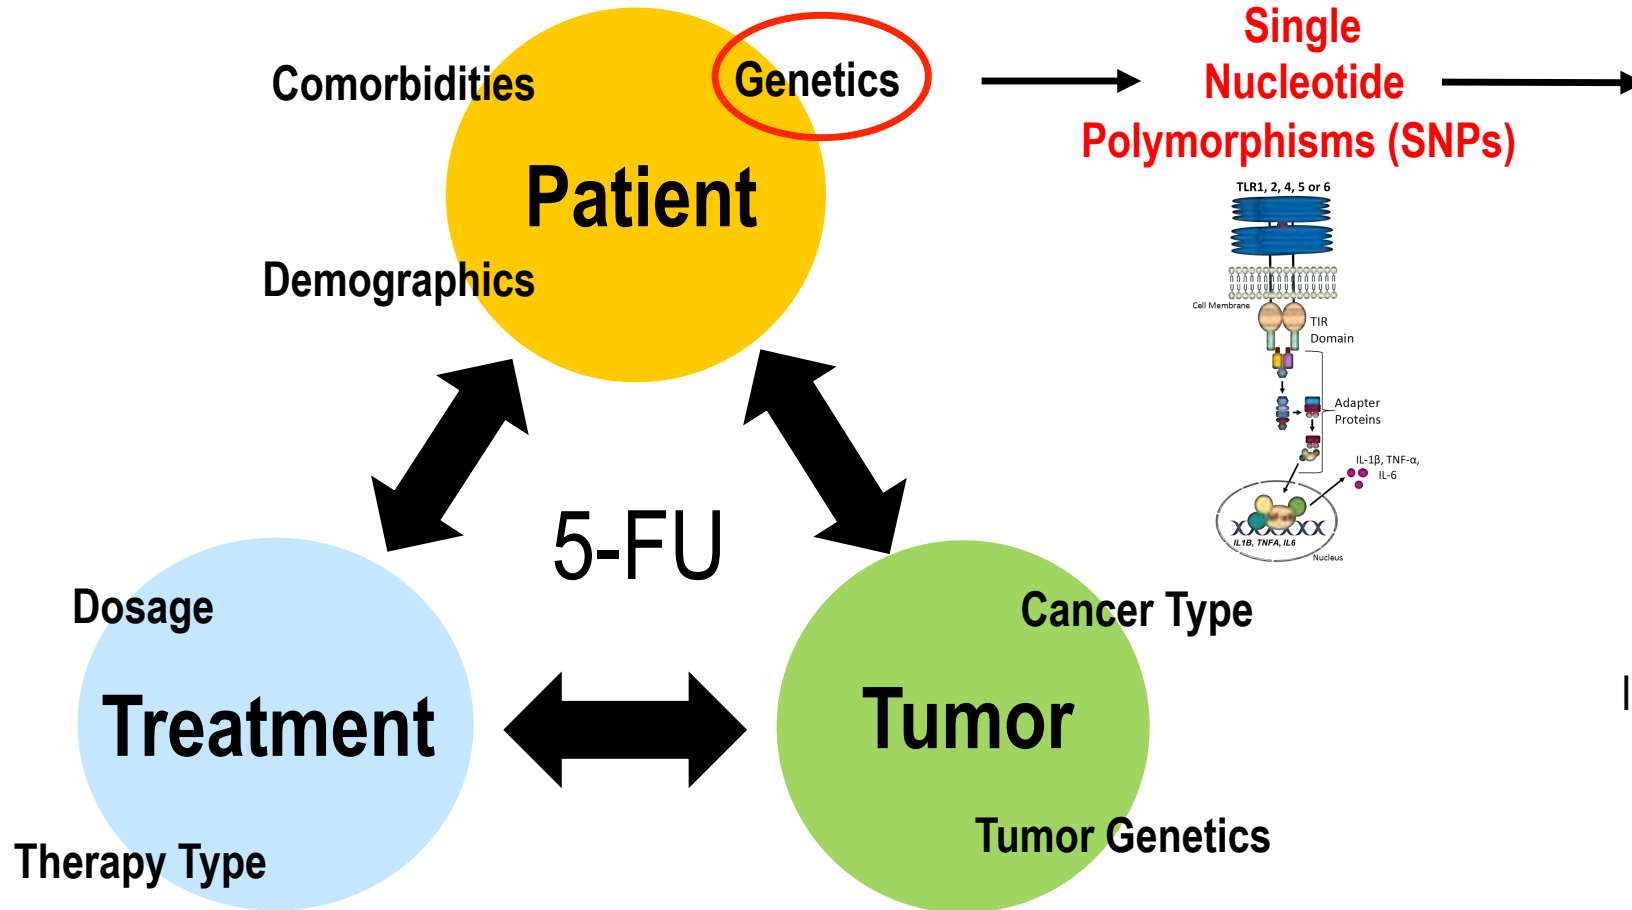 Single
Nucleotide
Polymorphisms (SNPs)
Comorbidities
Genetics
Patient
Demographics
TLR1, 2, 4, 5 or 6
Cell Membrane
TIR
Domain
Adapter
Proteins
IL-1β, TNF-α,
IL-6
IL1B, TNFA, IL6
Nucleus
5-FU
Dosage
Treatment
Therapy Type
Cancer Type
Tumor
Tumor Genetics